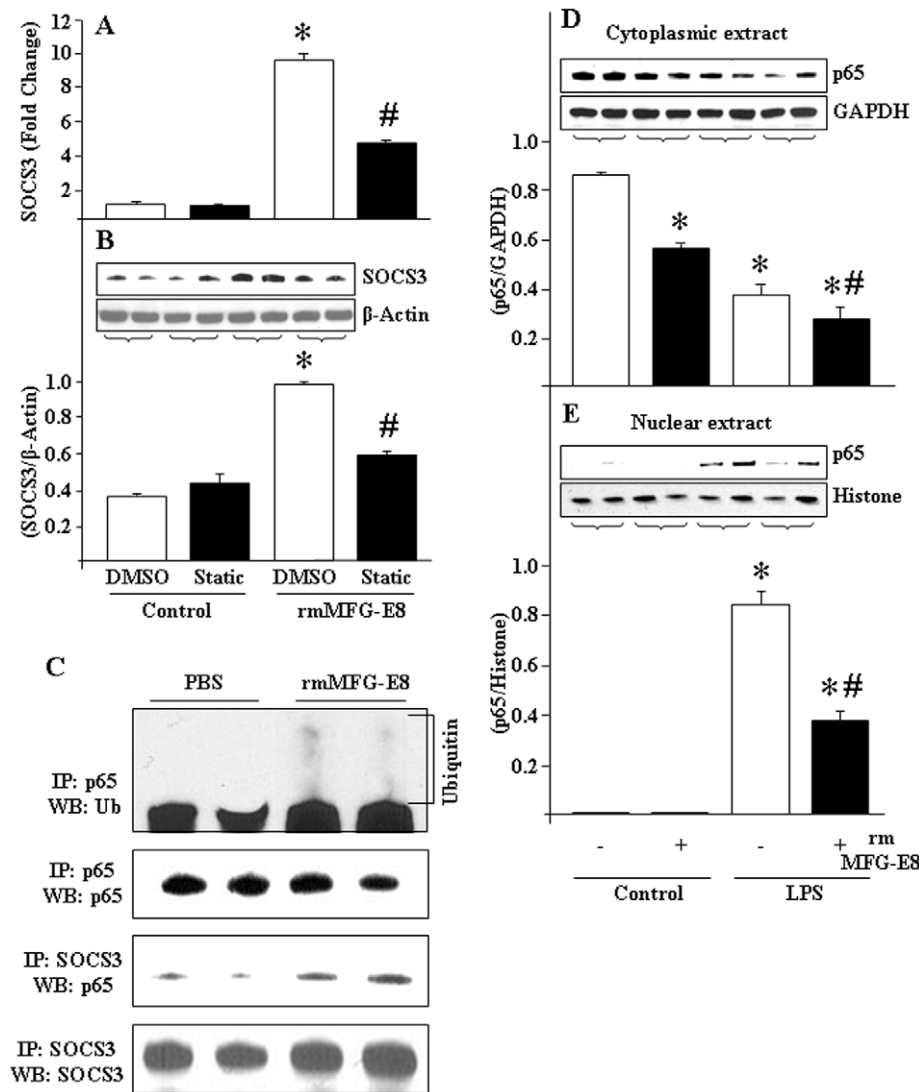 A
SOCS3 (Fold Change)
12
10
8
6
4
2
*
#
B
SOCS3
β-Actin
(SOCS3/β-Actin)
1.0
0.8
0.6
0.4
0.2
*
#
DMSO Static DMSO Static
Control rmMFG-E8
C
PBS rmMFG-E8
IP: p65
WB: Ub
Ubiquitin
IP: p65
WB: p65
IP: SOCS3
WB: p65
IP: SOCS3
WB: SOCS3
D
Cytoplasmic extract
p65
GAPDH
(p65/GAPDH)
1.0
0.8
0.6
0.4
0.2
*
*
*#
E
Nuclear extract
p65
Histone
(p65/Histone)
1.0
0.8
0.6
0.4
0.2
*
*#
- + - + rm
MFG-E8
Control LPS